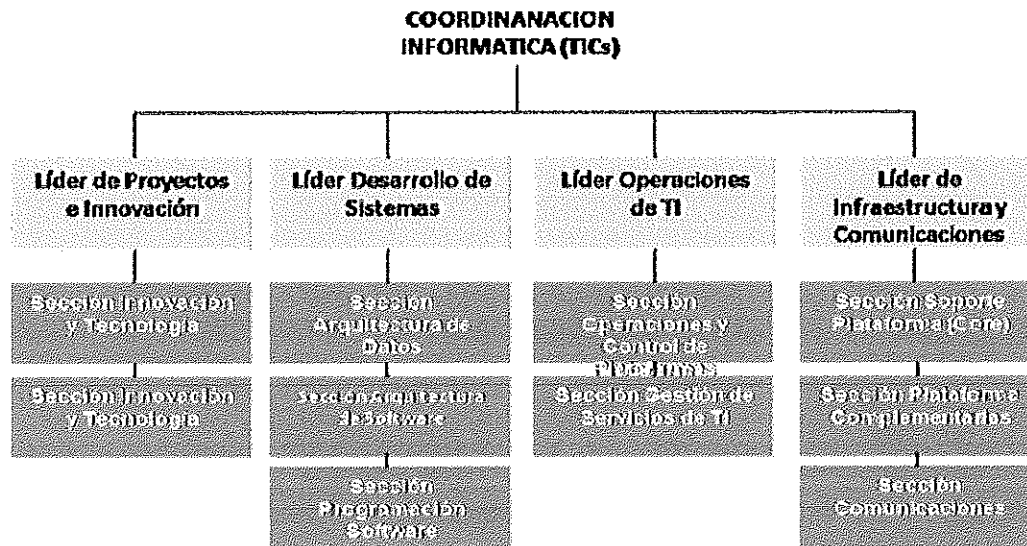 COORDINANACION
INFORMATICA (TICs)
Líder de Proyectos
e Innovación
Líder Desarrollo de
Sistemas
Líder Operaciones
de TI
Líder de
Infraestructura y
Comunicaciones
Sección Innovación
y Tecnología
Sección Innovación
y Tecnología
Sección
Arquitectura de
Datos
Sección Arquitectura
de Software
Sección
Programación
Software
Sección
Operaciones y
Control de
Plataformas
Sección Gestión de
Servicios de TI
Sección Soporte
Plataforma (Core)
Sección Plataforma
Complementarias
Sección
Comunicaciones